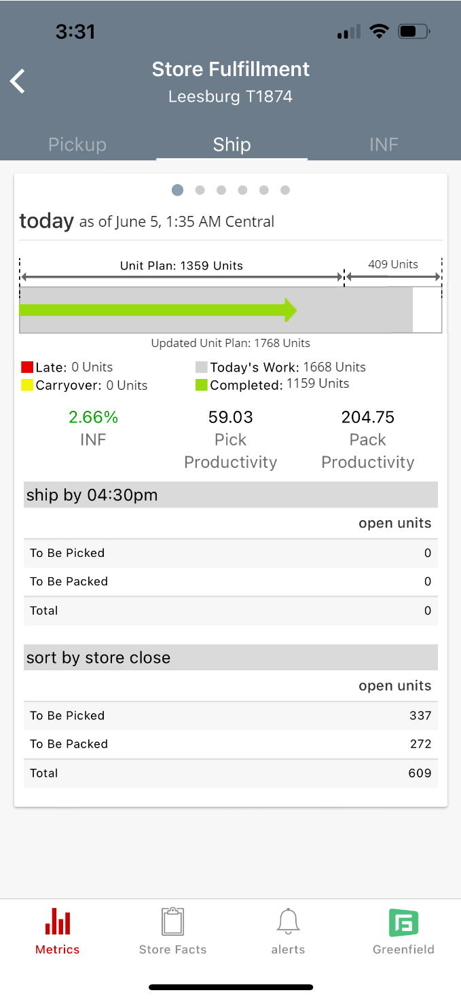 3:31
Store Fulfillment
Leesburg T1874
Pickup Ship INF
today as of June 5, 1:35 AM Central
Unit Plan: 1359 Units 409 Units
Updated Unit Plan: 1768 Units
Late: 0 Units Today's Work: 1668 Units
Carryover: 0 Units Completed: 1159 Units
2.66% 59.03 204.75
INF Pick Pack
Productivity Productivity
ship by 04:30pm
open units
To Be Picked 0
To Be Packed 0
Total 0
sort by store close
open units
To Be Picked 337
To Be Packed 272
Total 609
Metrics Store Facts alerts Greenfield